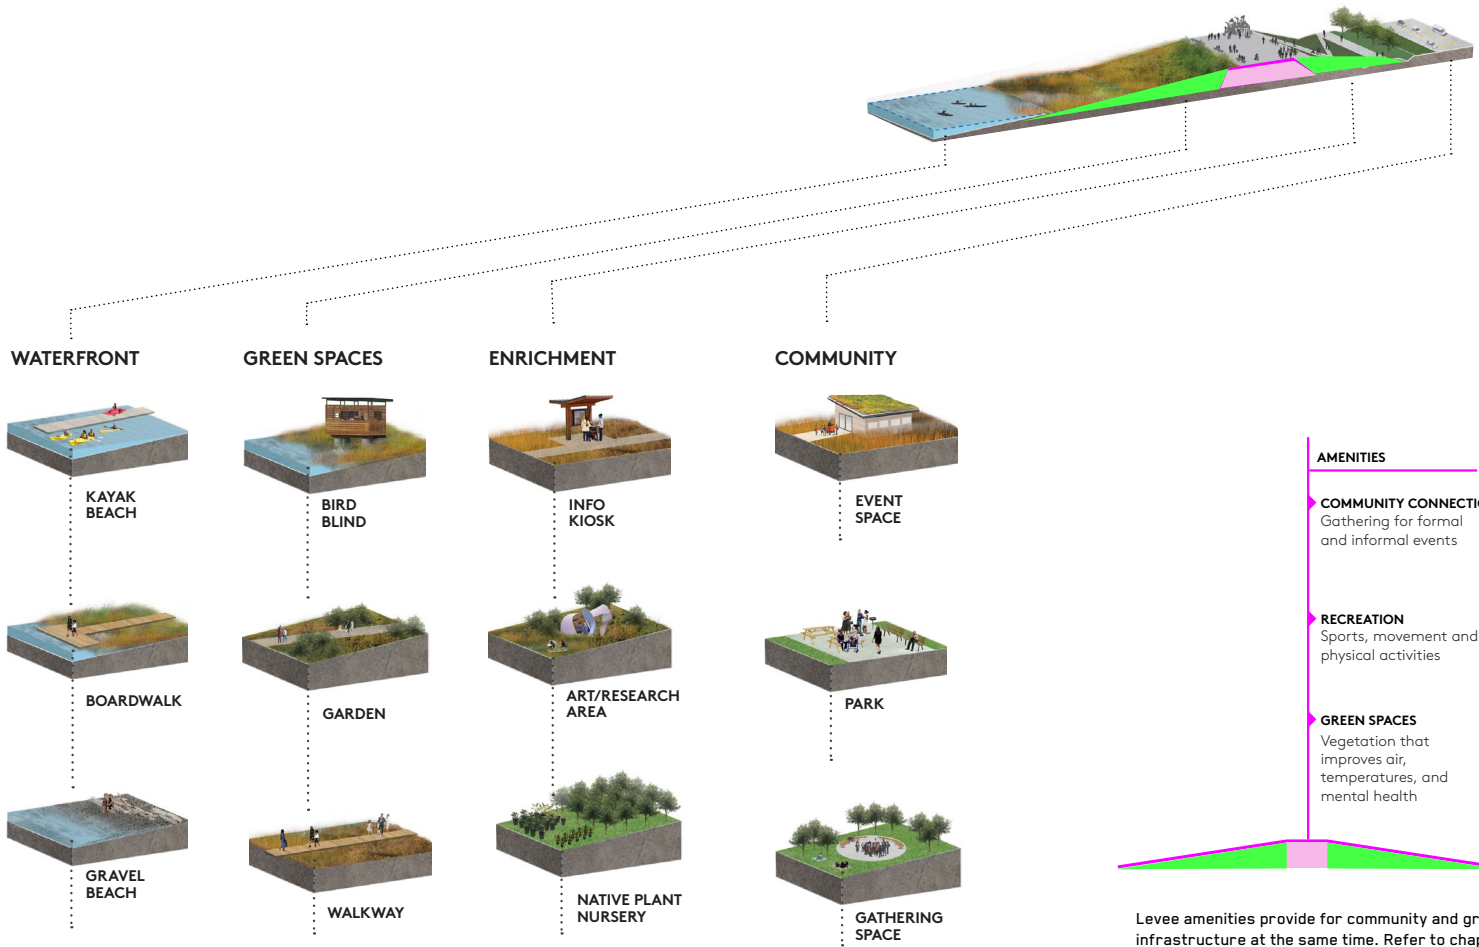 WATERFRONT
KAYAK
BEACH
BOARDWALK
GRAVEL
BEACH
GREEN SPACES
BIRD
BLIND
GARDEN
WALKWAY
ENRICHMENT
INFO
KIOSK
ART/RESEARCH
AREA
NATIVE PLANT
NURSERY
COMMUNITY
EVENT
SPACE
PARK
GATHERING
SPACE
AMENITIES
COMMUNITY
Gathering for formal
and informal events
RECREATION
Sports, movement and
physical activities
GREEN SPACES
Vegetation that
improves air,
temperatures, and
mental health
Levee amenities provide for community and
infrastructure at the same time. Refer to